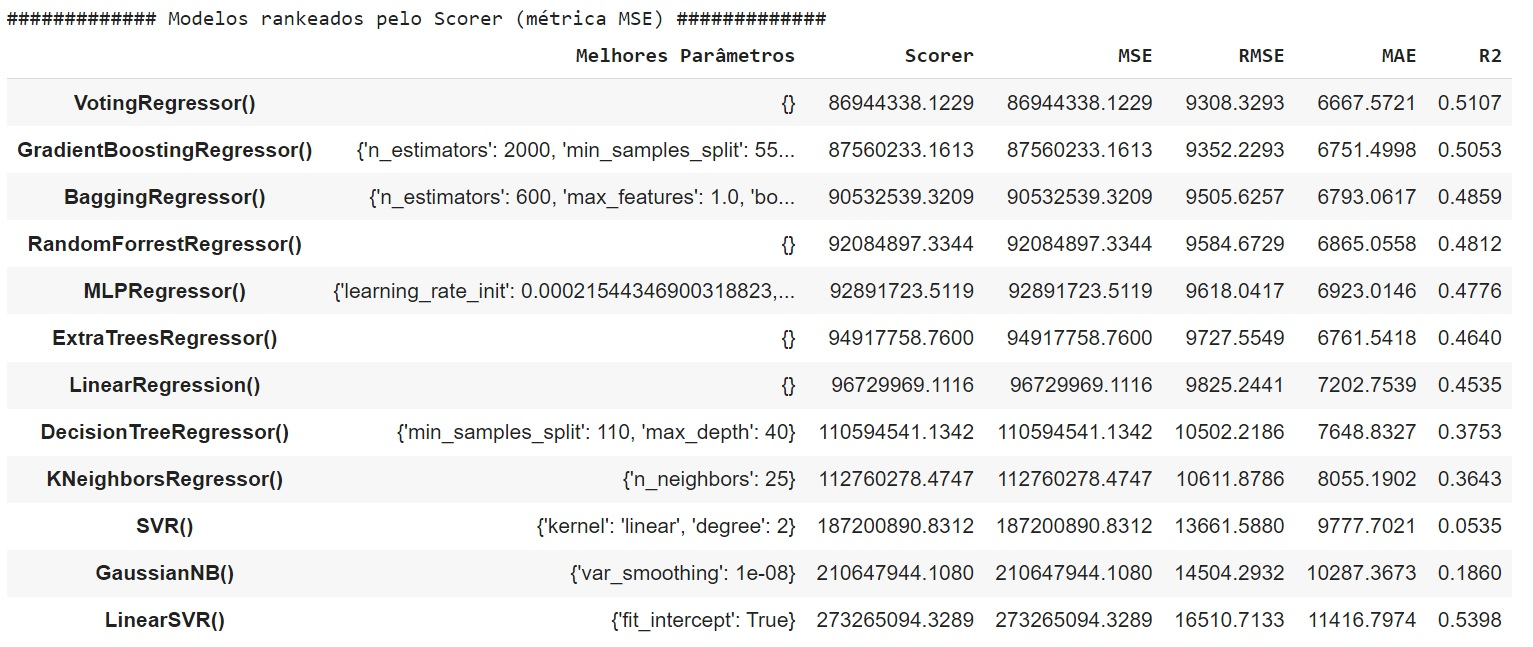 ############# Modelos rankeados pelo Scorer (métrica MSE) #############
Melhores Parâmetros Scorer MSE RMSE MAE R2
VotingRegressor() {} 86944338.1229 86944338.1229 9308.3293 6667.5721 0.5107
GradientBoostingRegressor() {'n_estimators': 2000, 'min_samples_split': 55... 87560233.1613 87560233.1613 9352.2293 6751.4998 0.5053
BaggingRegressor() {'n_estimators': 600, 'max_features': 1.0, 'bo... 90532539.3209 90532539.3209 9505.6257 6793.0617 0.4859
RandomForrestRegressor() {} 92084897.3344 92084897.3344 9584.6729 6865.0558 0.4812
MLPRegressor() {'learning_rate_init': 0.00021544346900318823,... 92891723.5119 92891723.5119 9618.0417 6923.0146 0.4776
ExtraTreesRegressor() {} 94917758.7600 94917758.7600 9727.5549 6761.5418 0.4640
LinearRegression() {} 96729969.1116 96729969.1116 9825.2441 7202.7539 0.4535
DecisionTreeRegressor() {'min_samples_split': 110, 'max_depth': 40} 110594541.1342 110594541.1342 10502.2186 7648.8327 0.3753
KNeighborsRegressor() {'n_neighbors': 25} 112760278.4747 112760278.4747 10611.8786 8055.1902 0.3643
SVR() {'kernel': 'linear', 'degree': 2} 187200890.8312 187200890.8312 13661.5880 9777.7021 0.0535
GaussianNB() {'var_smoothing': 1e-08} 210647944.1080 210647944.1080 14504.2932 10287.3673 0.1860
LinearSVR() {'fit_intercept': True} 273265094.3289 273265094.3289 16510.7133 11416.7974 0.5398